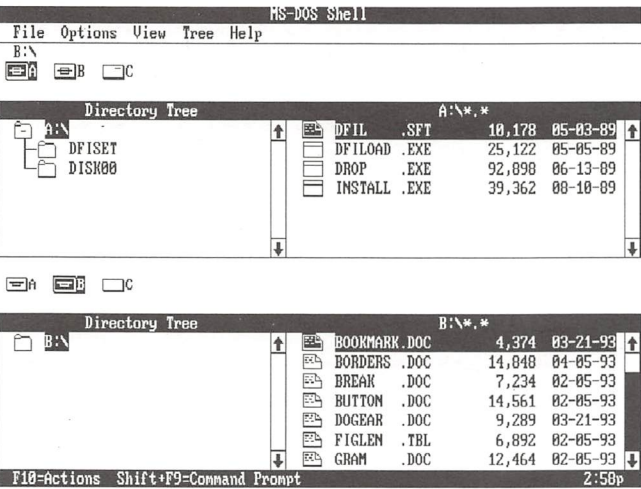 MS-DOS Shell
File Options View Tree Help
B:\
A B C
Directory Tree
A:\*.*
A:\
DFISET
DISK00
DFIL .SFT 10,178 05-03-89
DFILOAD .EXE 25,122 05-05-89
DROP .EXE 92,898 06-13-89
INSTALL .EXE 39,362 08-10-89
A B C
Directory Tree
B:\*.*
B:\
BOOKMARK.DOC 4,374 03-21-93
BORDERS .DOC 14,848 04-05-93
BREAK .DOC 7,234 02-05-93
BUTTON .DOC 14,561 02-05-93
DOGEAR .DOC 9,289 03-21-93
FIGLEN .TBL 6,892 02-05-93
GRAM .DOC 12,464 02-05-93
F10=Actions Shift+F9=Command Prompt 2:58p